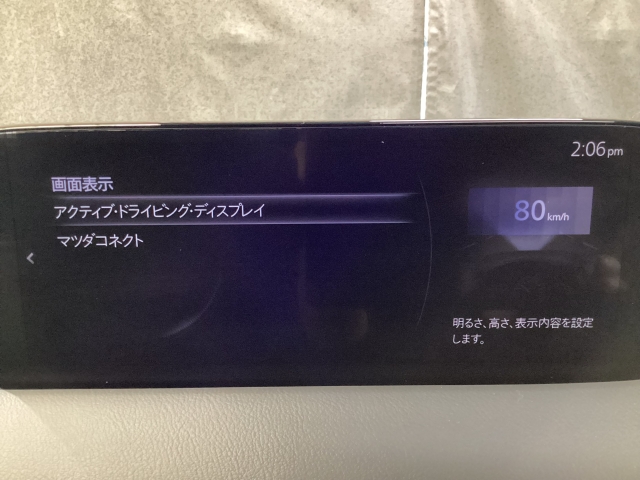 2:06pm
画面表示
アクティブ・ドライビング・ディスプレイ
80km/h
マツダコネクト
明るさ、高さ、表示内容を設定
します。